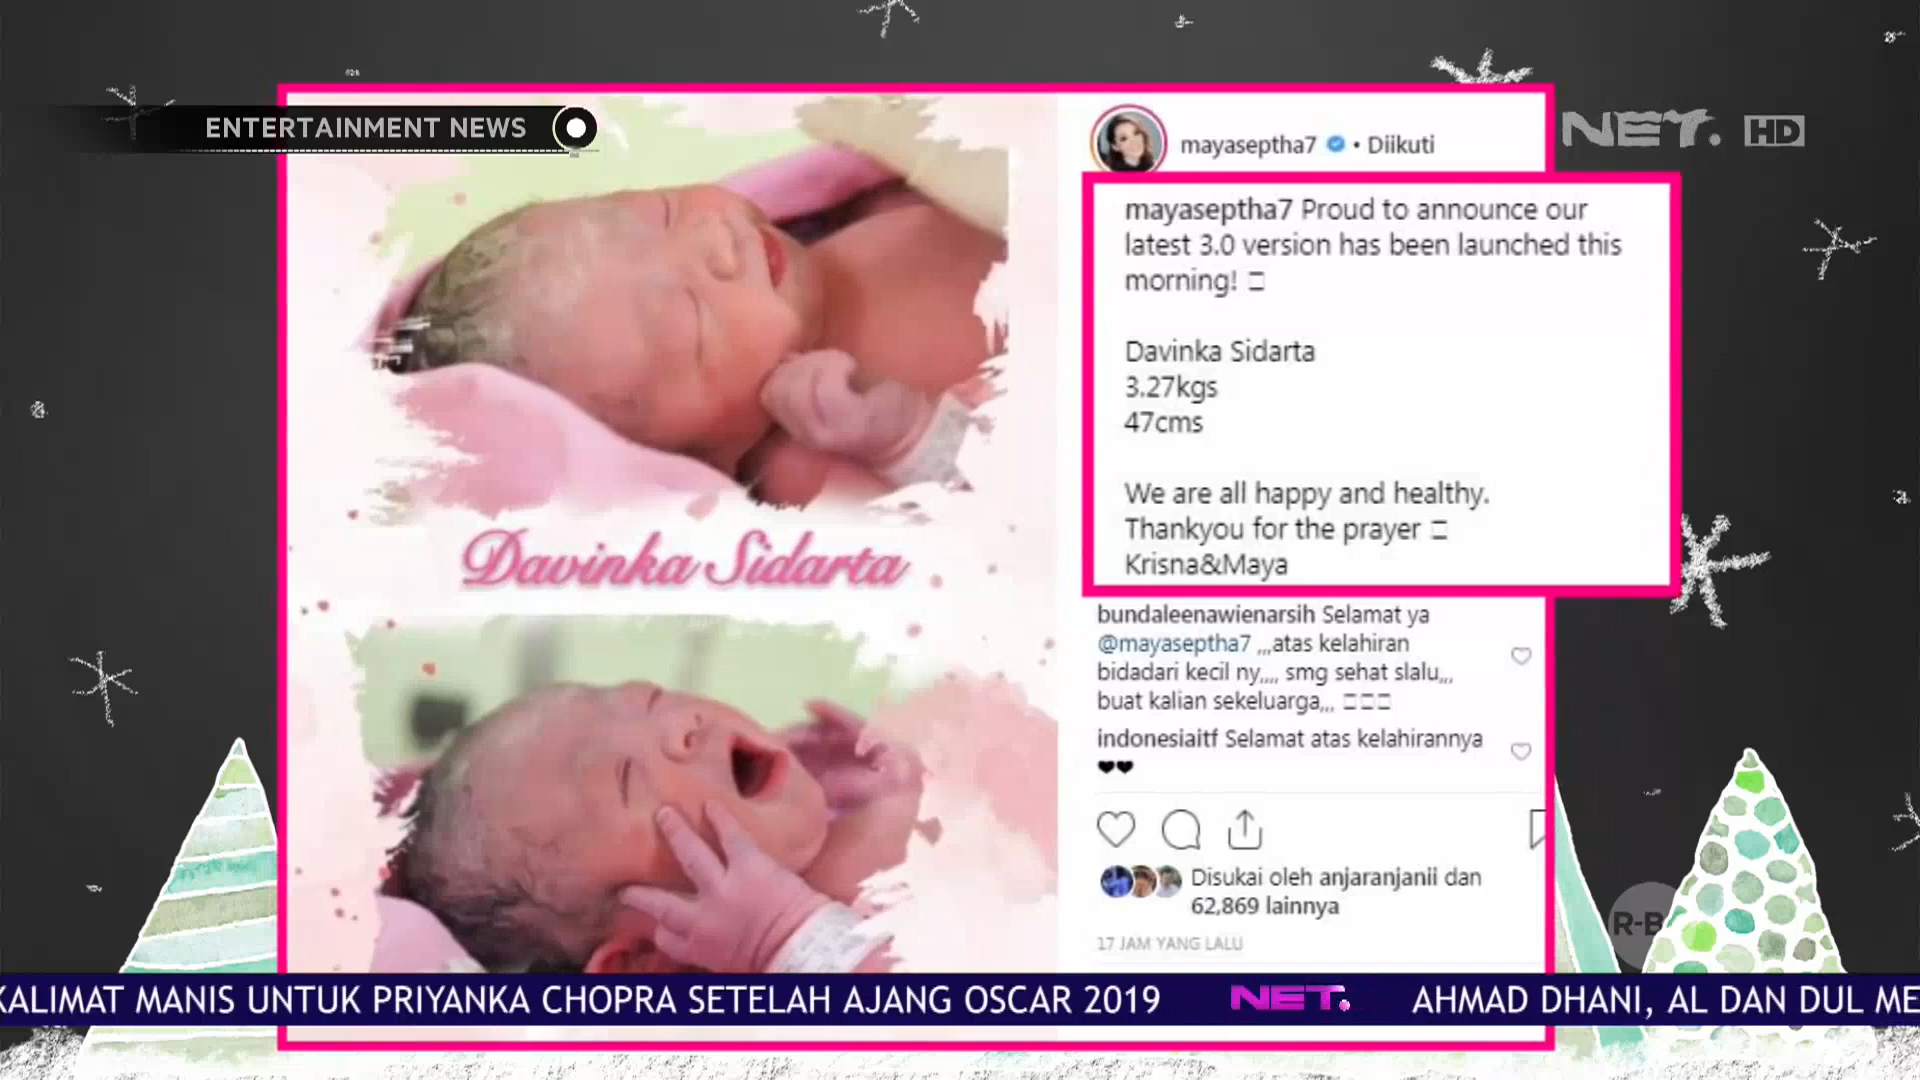 ENTERTAINMENT NEWS
NET. HD
mayaseptha7 • Diikuti
mayaseptha7 Proud to announce our
latest 3.0 version has been launched this
morning!
Davinka Sidarta
3.27kgs
47cms
We are all happy and healthy.
Thankyou for the prayer
Krisna&Maya
Davinka Sidarta
bundaleenawienarsih Selamat ya
@mayaseptha7 ,,,atas kelahiran
bidadari kecil ny,,,, smg sehat slalu,,,
buat kalian sekeluarga,,,
indonesiaitf Selamat atas kelahirannya
Disukai oleh anjaranjanii dan
62,869 lainnya
17 JAM YANG LALU
R-B
KALIMAT MANIS UNTUK PRIYANKA CHOPRA SETELAH AJANG OSCAR 2019 NET. AHMAD DHANI, AL DAN DUL ME